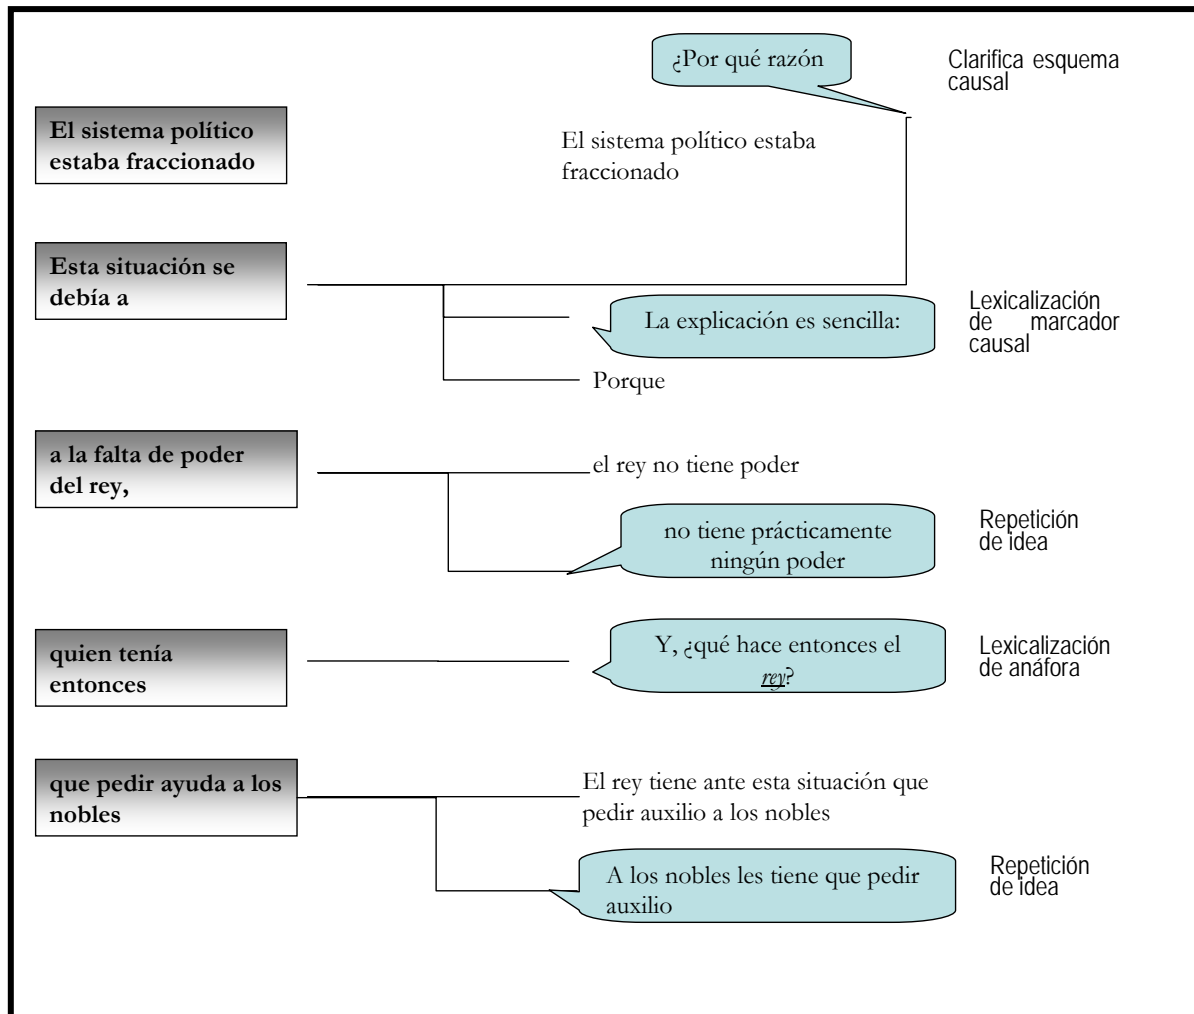 ¿Por qué razón
Clarifica esquema
causal
El sistema político
estaba fraccionado
El sistema político estaba
fraccionado
Esta situación se
debía a
La explicación es sencilla:
Lexicalización
de marcador
causal
Porque
a la falta de poder
del rey,
el rey no tiene poder
no tiene prácticamente
ningún poder
Repetición
de idea
quien tenía
entonces
Y, ¿qué hace entonces el
rey?
Lexicalización
de anáfora
que pedir ayuda a los
nobles
El rey tiene ante esta situación que
pedir auxilio a los nobles
A los nobles les tiene que pedir
auxilio
Repetición
de idea